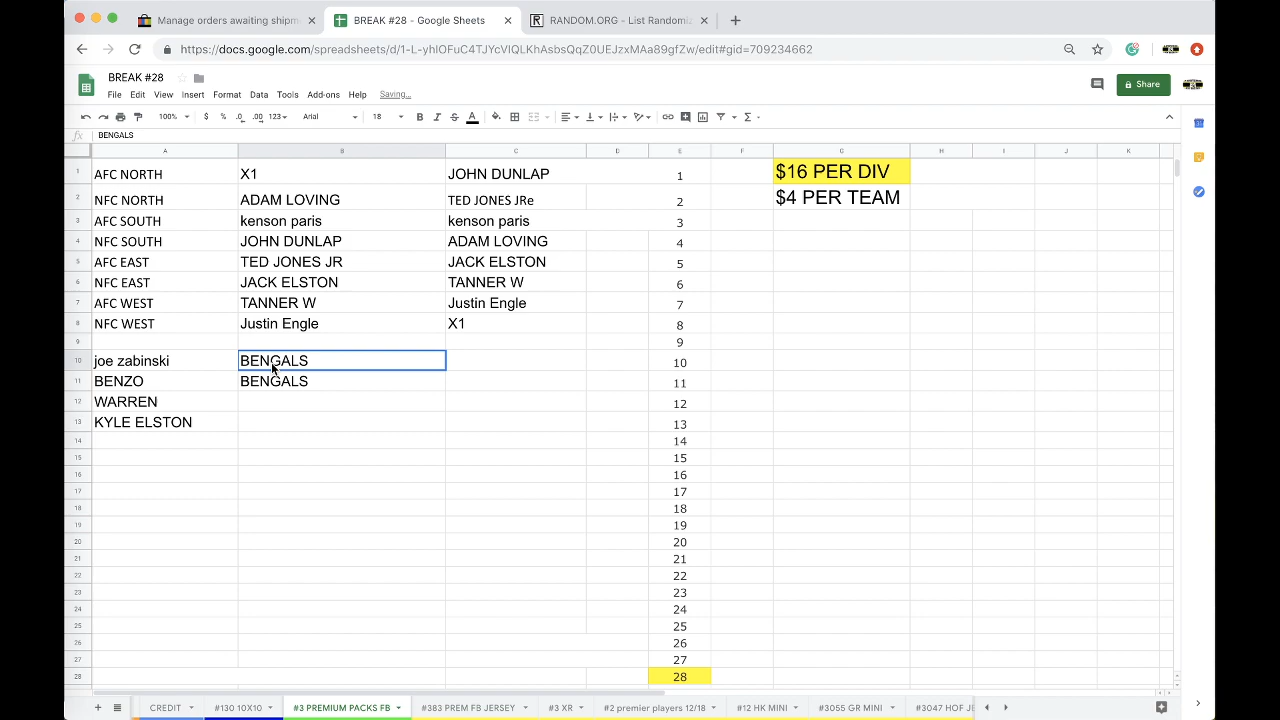 Manage orders awaiting shipm
BREAK #28 - Google Sheets
RANDOM.ORG - List Randomi
https://docs.google.com/spreadsheets/d/1-L-yhIOFuC4TJYcVIQLKhAsbsQqZ0UEJzxMAa89gfZw/edit#gid=709234662
BREAK #28
File Edit View Insert Format Data Tools Add-ons Help Saving...
Share
100% $ % .0 .00 123 Arial 18
fx BENGALS
A B C D E F G H I J K
1 AFC NORTH X1 JOHN DUNLAP 1 $16 PER DIV
2 NFC NORTH ADAM LOVING TED JONES JRe 2 $4 PER TEAM
3 AFC SOUTH kenson paris kenson paris 3
4 NFC SOUTH JOHN DUNLAP ADAM LOVING 4
5 AFC EAST TED JONES JR JACK ELSTON 5
6 NFC EAST JACK ELSTON TANNER W 6
7 AFC WEST TANNER W Justin Engle 7
8 NFC WEST Justin Engle X1 8
9 9
10 joe zabinski BENGALS 10
11 BENZO BENGALS 11
12 WARREN 12
13 KYLE ELSTON 13
14 14
15 15
16 16
17 17
18 18
19 19
20 20
21 21
22 22
23 23
24 24
25 25
26 26
27 27
28 28
CREDIT #130 10X10 #3 PREMIUM PACKS FB #383 PREM FB JERSEY #3 XR #2 premier players 12/18 #12 HK MINI #3055 GR MINI #3047 HOF JE